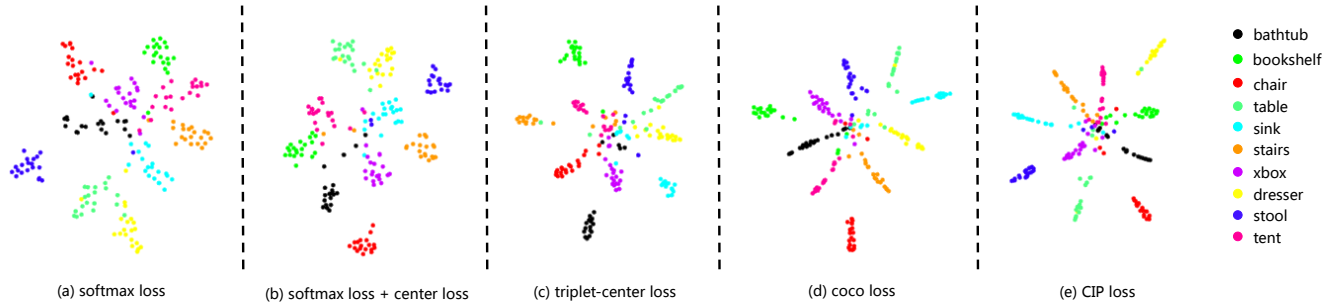 bathtub
bookshelf
chair
table
sink
stairs
xbox
dresser
stool
tent
(a) softmax loss
(b) softmax loss + center loss
(c) triplet-center loss
(d) coco loss
(e) CIP loss